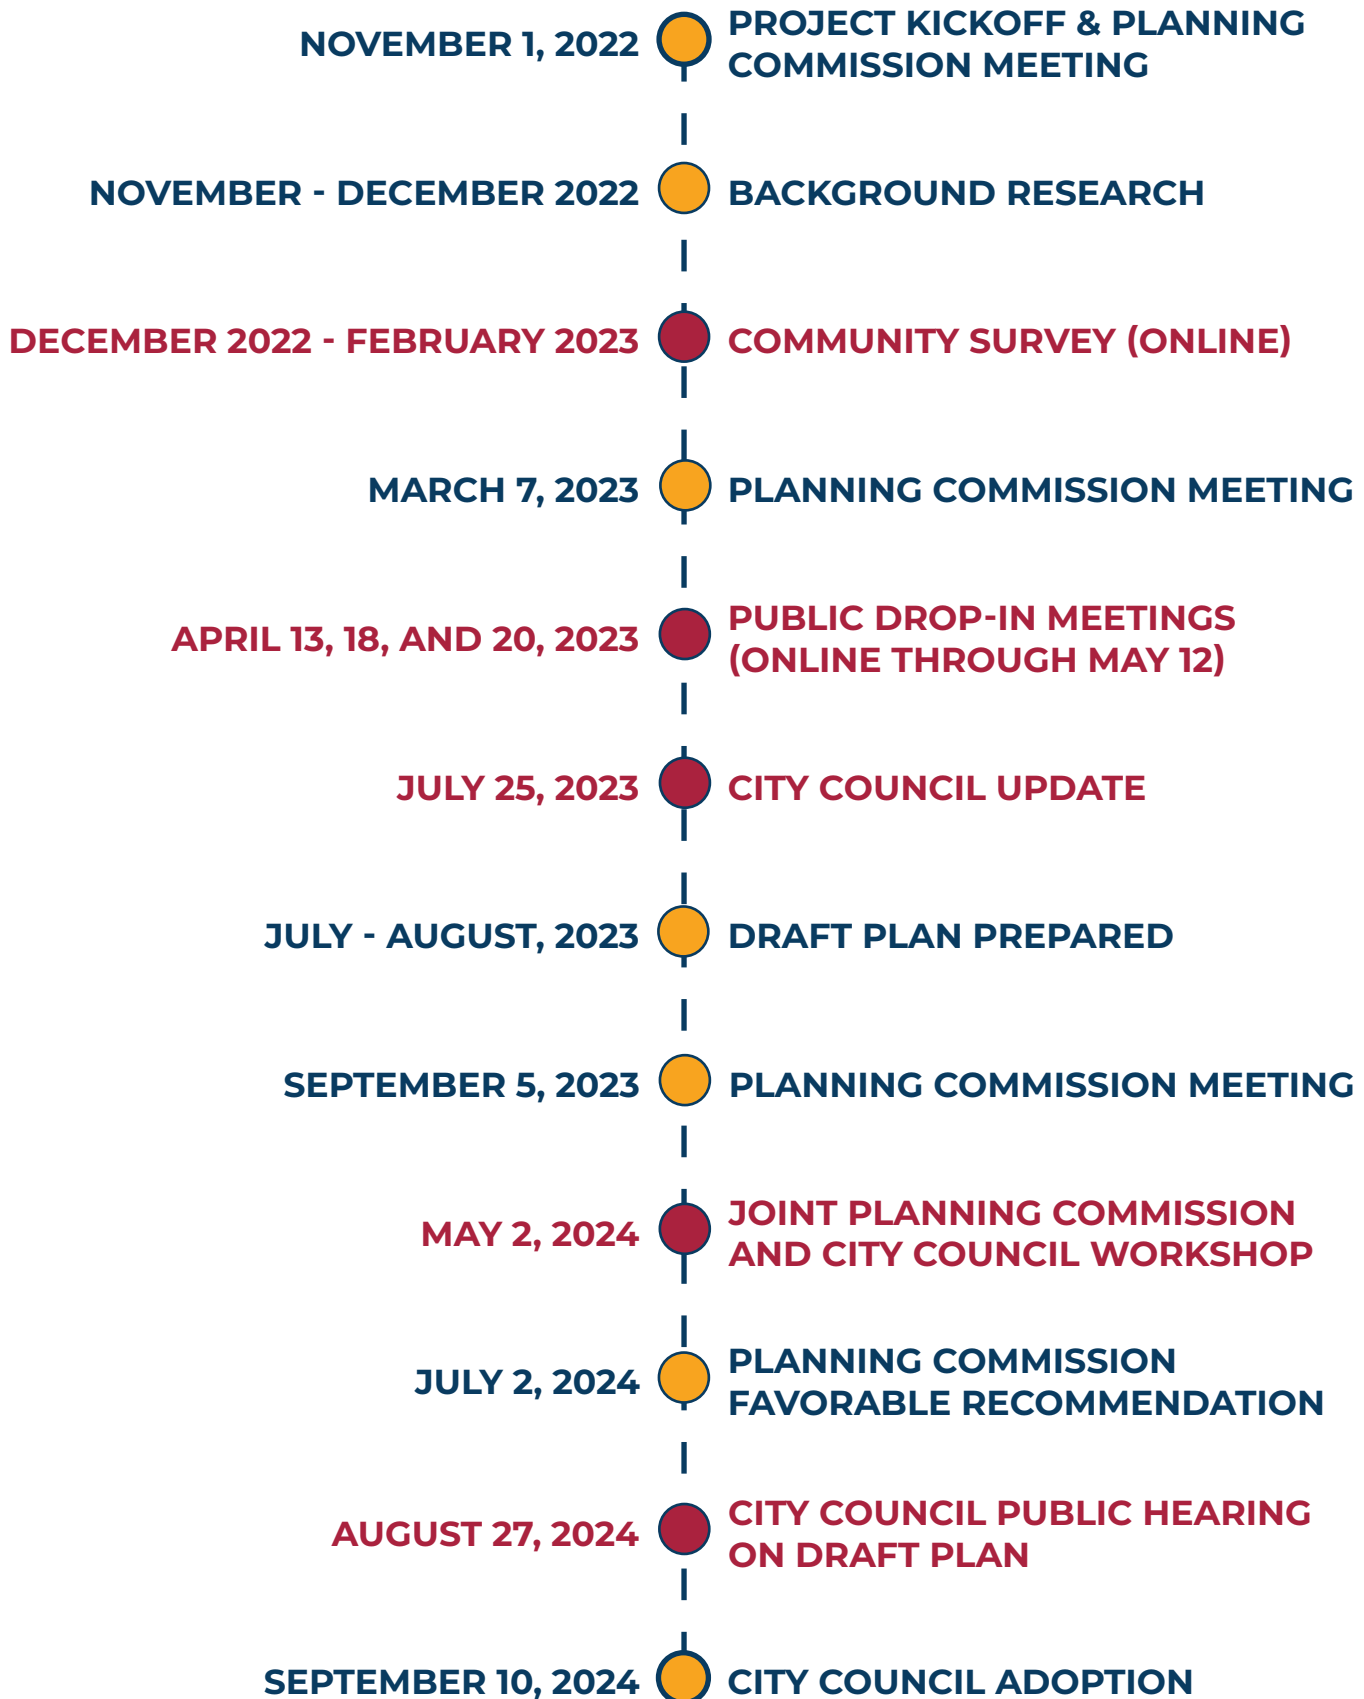 NOVEMBER 1, 2022
PROJECT KICKOFF & PLANNING
COMMISSION MEETING
NOVEMBER - DECEMBER 2022
BACKGROUND RESEARCH
DECEMBER 2022 - FEBRUARY 2023
COMMUNITY SURVEY (ONLINE)
MARCH 7, 2023
PLANNING COMMISSION MEETING
APRIL 13, 18, AND 20, 2023
PUBLIC DROP-IN MEETINGS
(ONLINE THROUGH MAY 12)
JULY 25, 2023
CITY COUNCIL UPDATE
JULY - AUGUST, 2023
DRAFT PLAN PREPARED
SEPTEMBER 5, 2023
PLANNING COMMISSION MEETING
MAY 2, 2024
JOINT PLANNING COMMISSION
AND CITY COUNCIL WORKSHOP
JULY 2, 2024
PLANNING COMMISSION
FAVORABLE RECOMMENDATION
AUGUST 27, 2024
CITY COUNCIL PUBLIC HEARING
ON DRAFT PLAN
SEPTEMBER 10, 2024
CITY COUNCIL ADOPTION